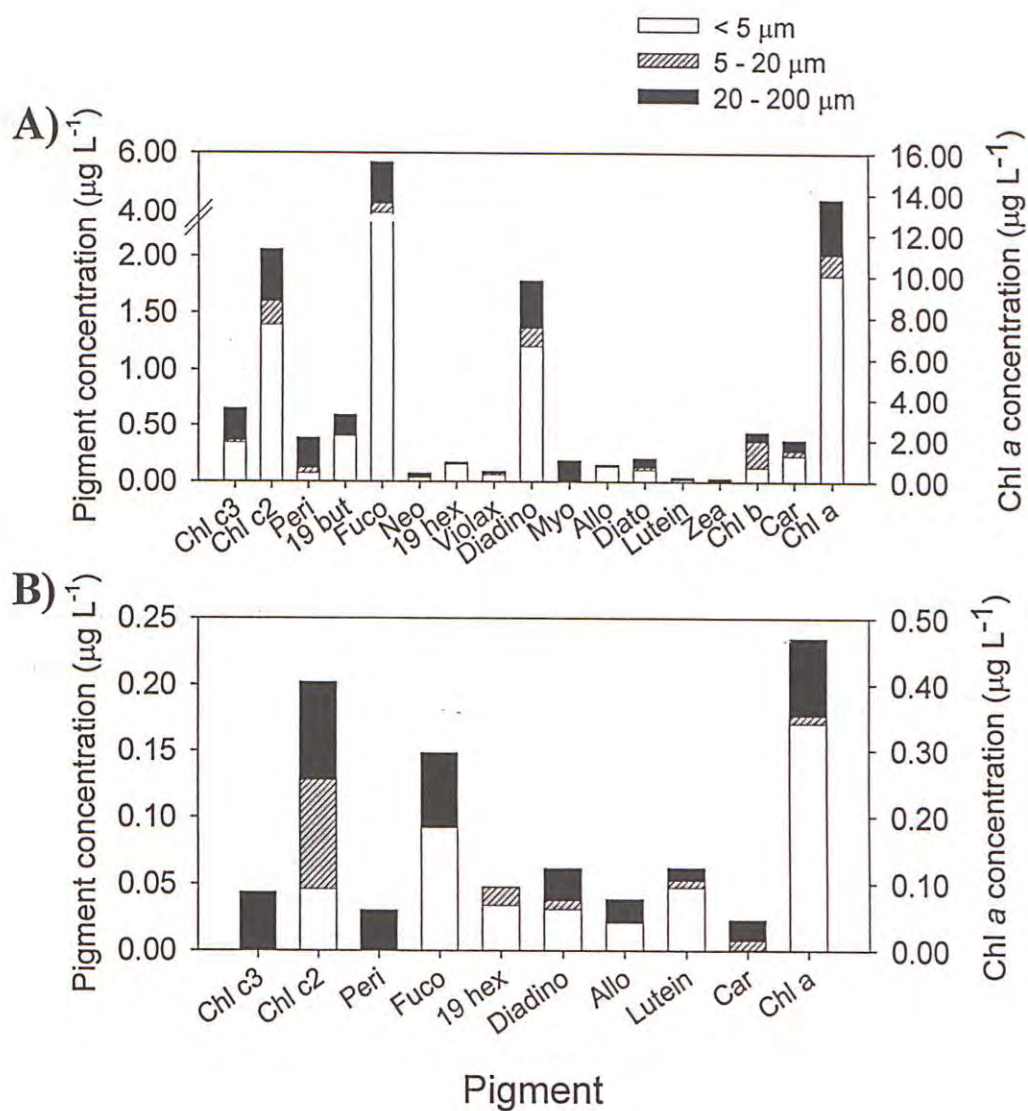 < 5 μm
5 - 20 μm
20 - 200 μm
A)
Pigment concentration (μg L⁻¹)
6.00
4.00
2.00
1.50
1.00
0.50
0.00
16.00
14.00
12.00
10.00
8.00
6.00
4.00
2.00
0.00
Chl a concentration (μg L⁻¹)
Chl c3
Chl c2
Peri
19 but
Fuco
Neo
19 hex
Violax
Diadino
Myo
Allo
Diato
Lutein
Zea
Chl b
Car
Chl a
B)
Pigment concentration (μg L⁻¹)
0.25
0.20
0.15
0.10
0.05
0.00
0.50
0.40
0.30
0.20
0.10
0.00
Chl a concentration (μg L⁻¹)
Chl c3
Chl c2
Peri
Fuco
19 hex
Diadino
Allo
Lutein
Car
Chl a
Pigment